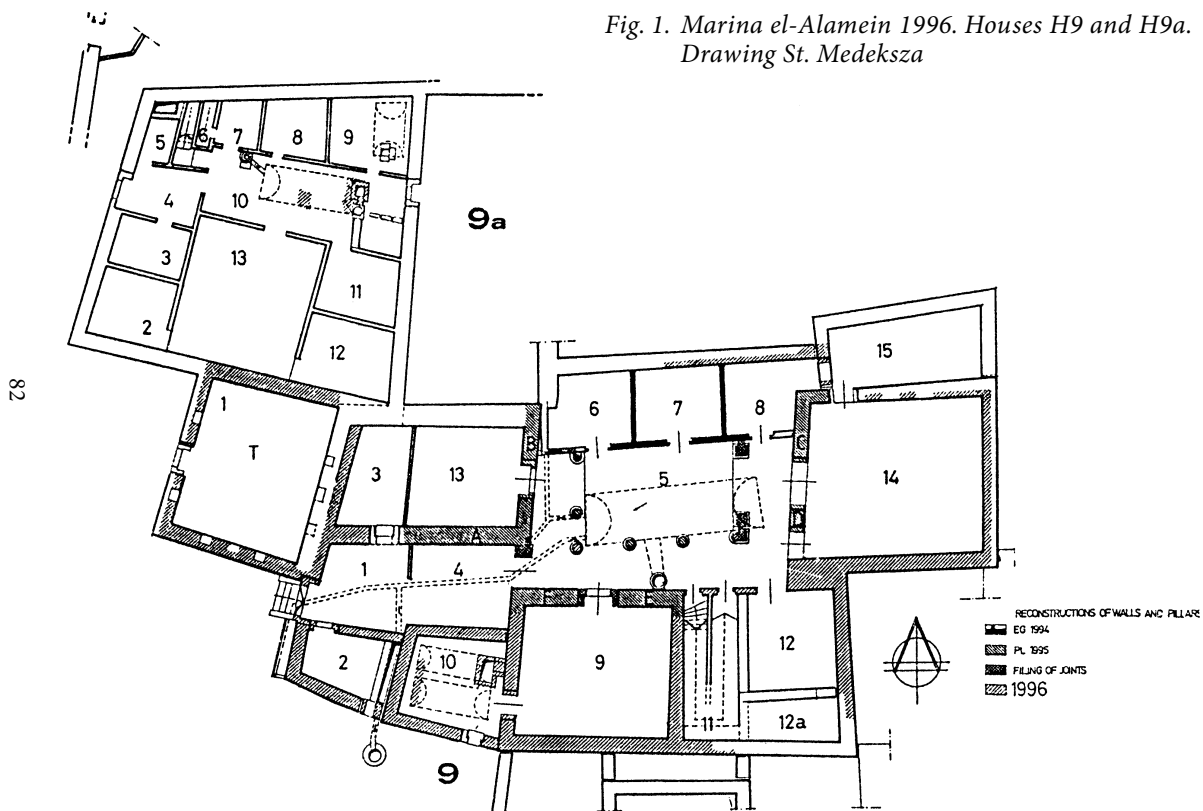 Fig. 1. Marina el-Alamein 1996. Houses H9 and H9a.
Drawing St. Medeksza
82
5
6
7
8
9
4
10
3
13
2
11
12
9a
1
T
3
13
B
A
1
4
2
10
9
6
7
8
5
C
15
14
9
11
12
12a
RECONSTRUCTIONS OF WALLS AND PILLARS
EG 1994
PL 1995
FILING OF JOINTS
1996